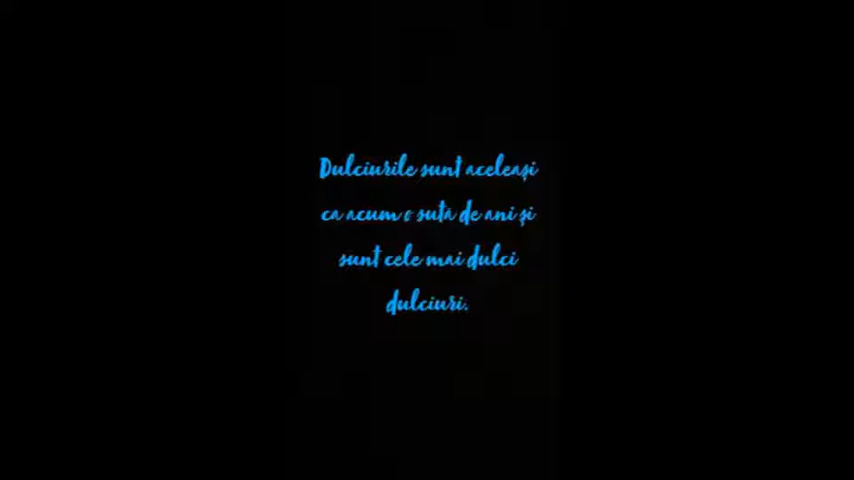 Dulciurile sunt aceleași
ca acum o sută de ani și
sunt cele mai dulci
dulciuri.